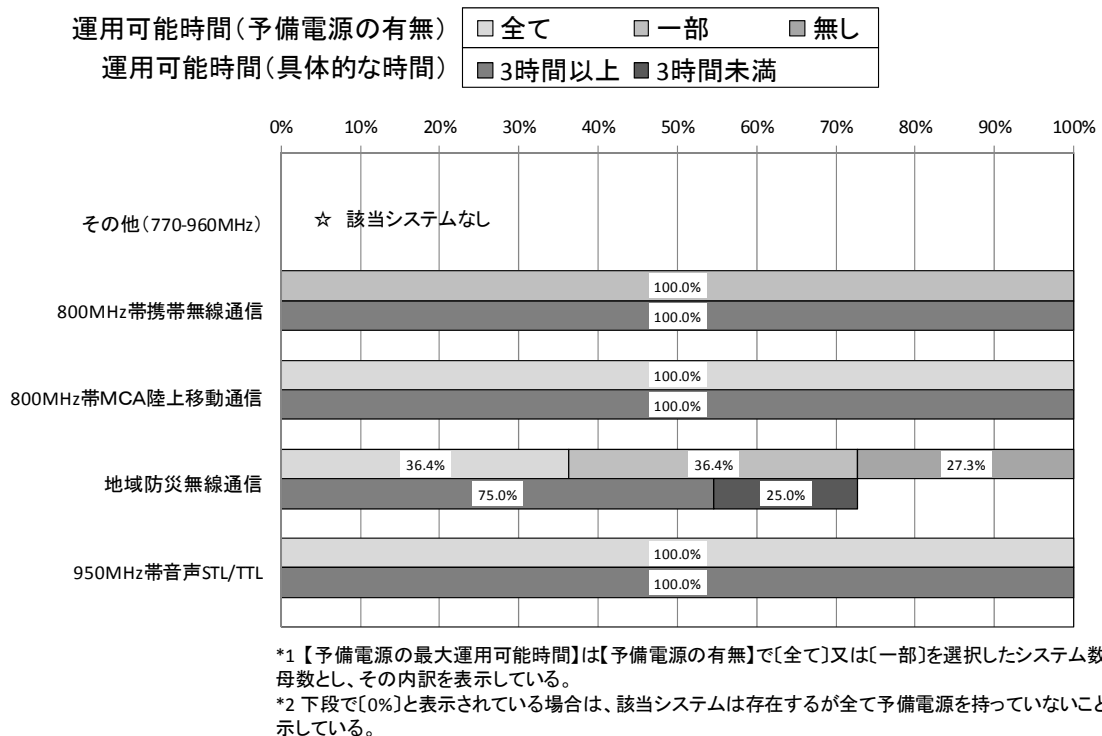 運用可能時間(予備電源の有無) □全て □一部 □無し
運用可能時間(具体的な時間) ■3時間以上 ■3時間未満
0% 10% 20% 30% 40% 50% 60% 70% 80% 90% 100%
その他(770-960MHz) ☆ 該当システムなし
100.0%
800MHz帯携帯無線通信
100.0%
100.0%
800MHz帯MCA陸上移動通信
100.0%
36.4% 36.4% 27.3%
地域防災無線通信
75.0% 25.0%
100.0%
950MHz帯音声STL/TTL
100.0%
*1【予備電源の最大運用可能時間】は【予備電源の有無】で〔全て〕又は〔一部〕を選択したシステム数
母数とし、その内訳を表示している。
*2 下段で〔0%〕と表示されている場合は、該当システムは存在するが全て予備電源を持っていないこと
示している。